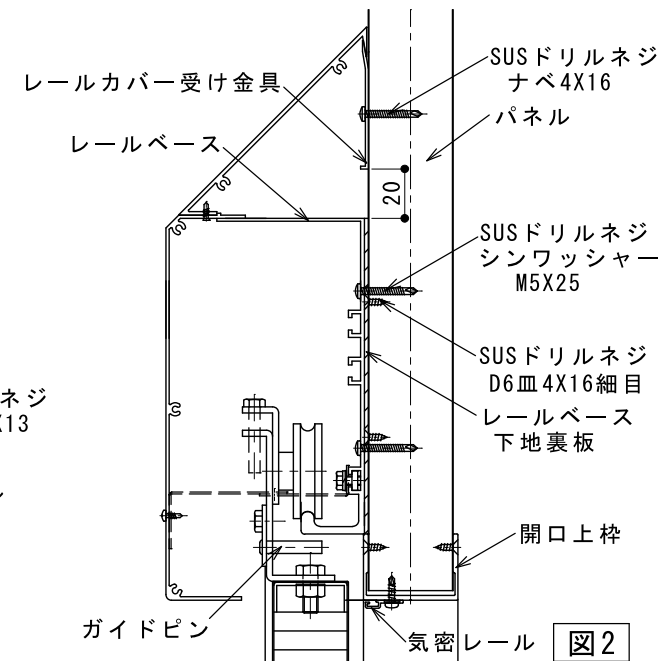 SUSドリルネジ
ナベ4X16
レールカバー受け金具
パネル
レールベース
20
SUSドリルネジ
シンワッシャー
M5X25
SUSドリルネジ
D6皿4X16細目
ネジ
X13
レールベース
下地裏板
開口上枠
ガイドピン
気密レール
図2